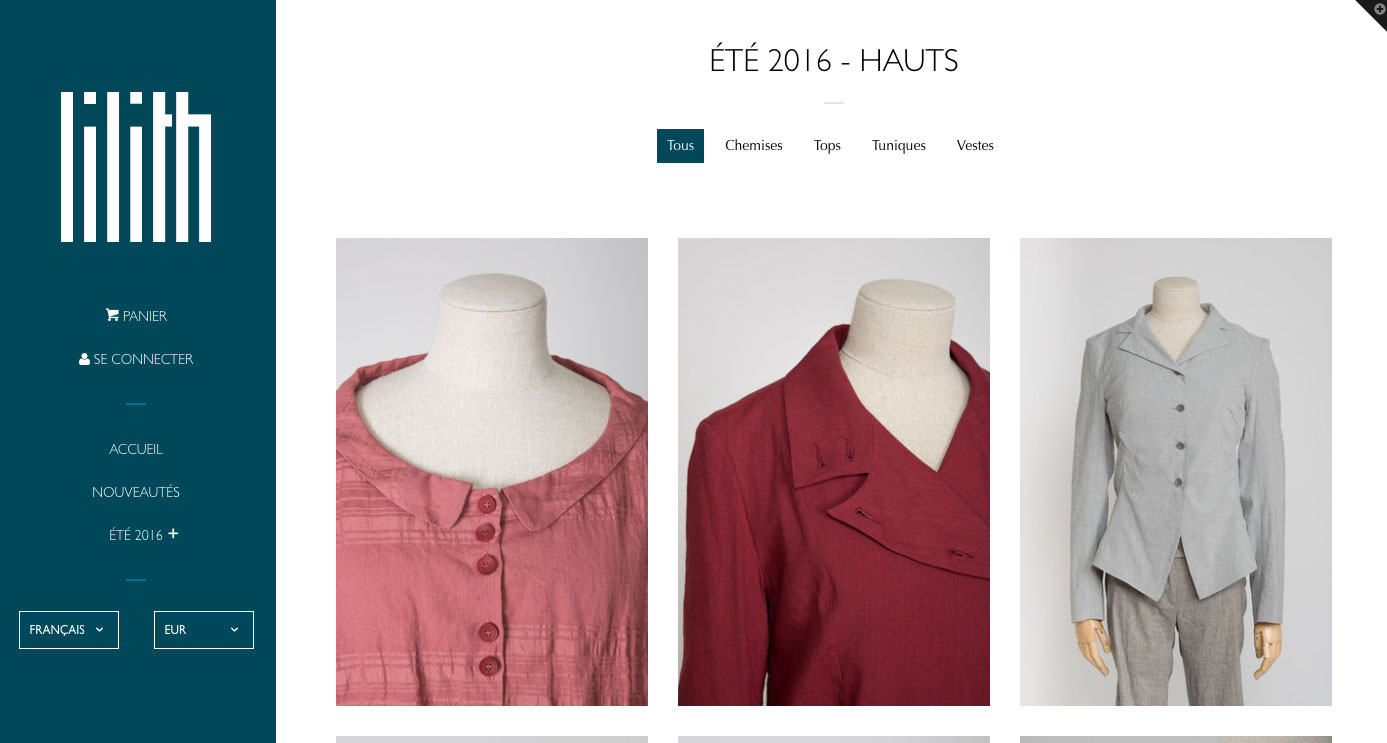 lilith
PANIER
SE CONNECTER
ACCUEIL
NOUVEAUTÉS
ÉTÉ 2016 +
FRANÇAIS
EUR
ÉTÉ 2016 - HAUTS
Tous Chemises Tops Tuniques Vestes